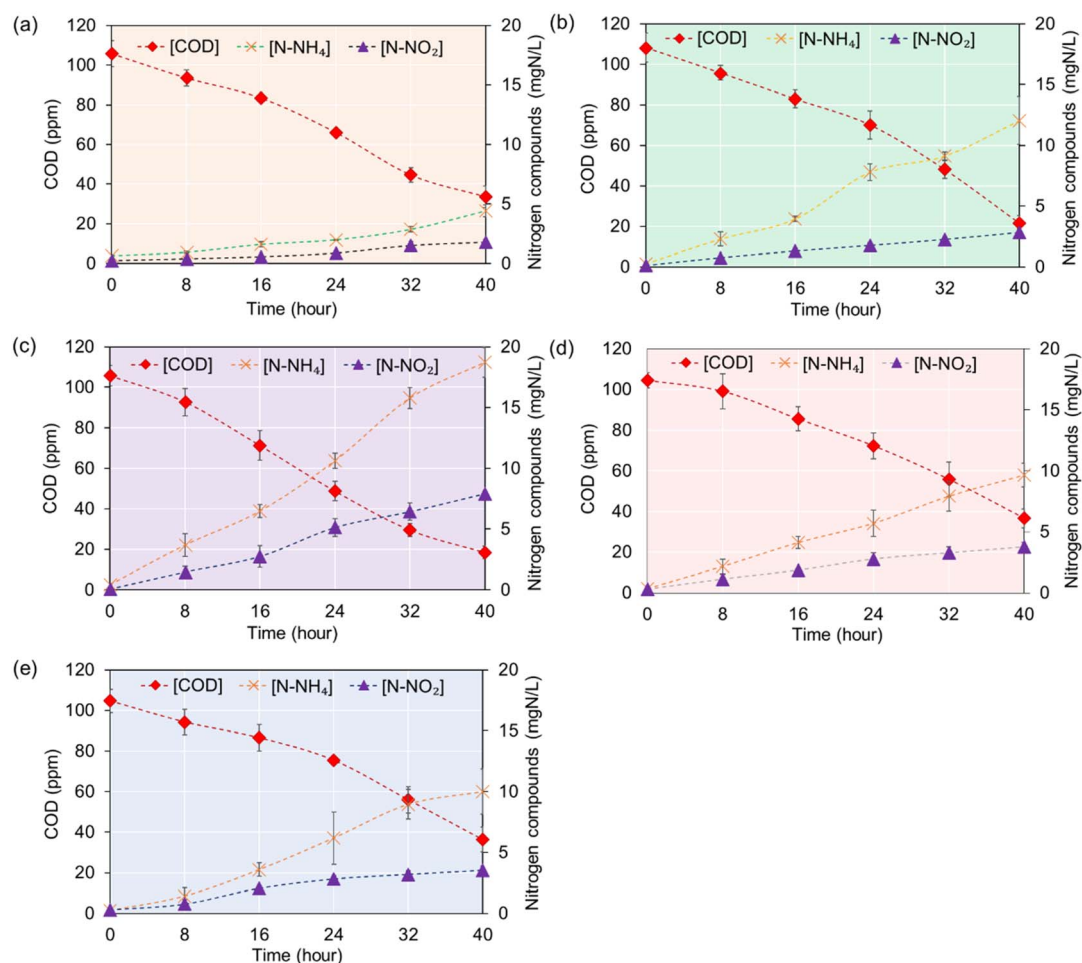 (a)
120
100
80
60
40
20
0
COD (ppm)
[COD] [N-NH₄] [N-NO₂]
20
15
10
5
0
Nitrogen compounds (mgN/L)
0 8 16 24 32 40
Time (hour)
(b)
120
100
80
60
40
20
0
COD (ppm)
[COD] [N-NH₄] [N-NO₂]
20
15
10
5
0
Nitrogen compounds (mgN/L)
0 8 16 24 32 40
Time (hour)
(c)
120
100
80
60
40
20
0
COD (ppm)
[COD] [N-NH₄] [N-NO₂]
20
15
10
5
0
Nitrogen compounds (mgN/L)
0 8 16 24 32 40
Time (hour)
(d)
120
100
80
60
40
20
0
COD (ppm)
[COD] [N-NH₄] [N-NO₂]
20
15
10
5
0
Nitrogen compounds (mgN/L)
0 8 16 24 32 40
Time (hour)
(e)
120
100
80
60
40
20
0
COD (ppm)
[COD] [N-NH₄] [N-NO₂]
20
15
10
5
0
Nitrogen compounds (mgN/L)
0 8 16 24 32 40
Time (hour)